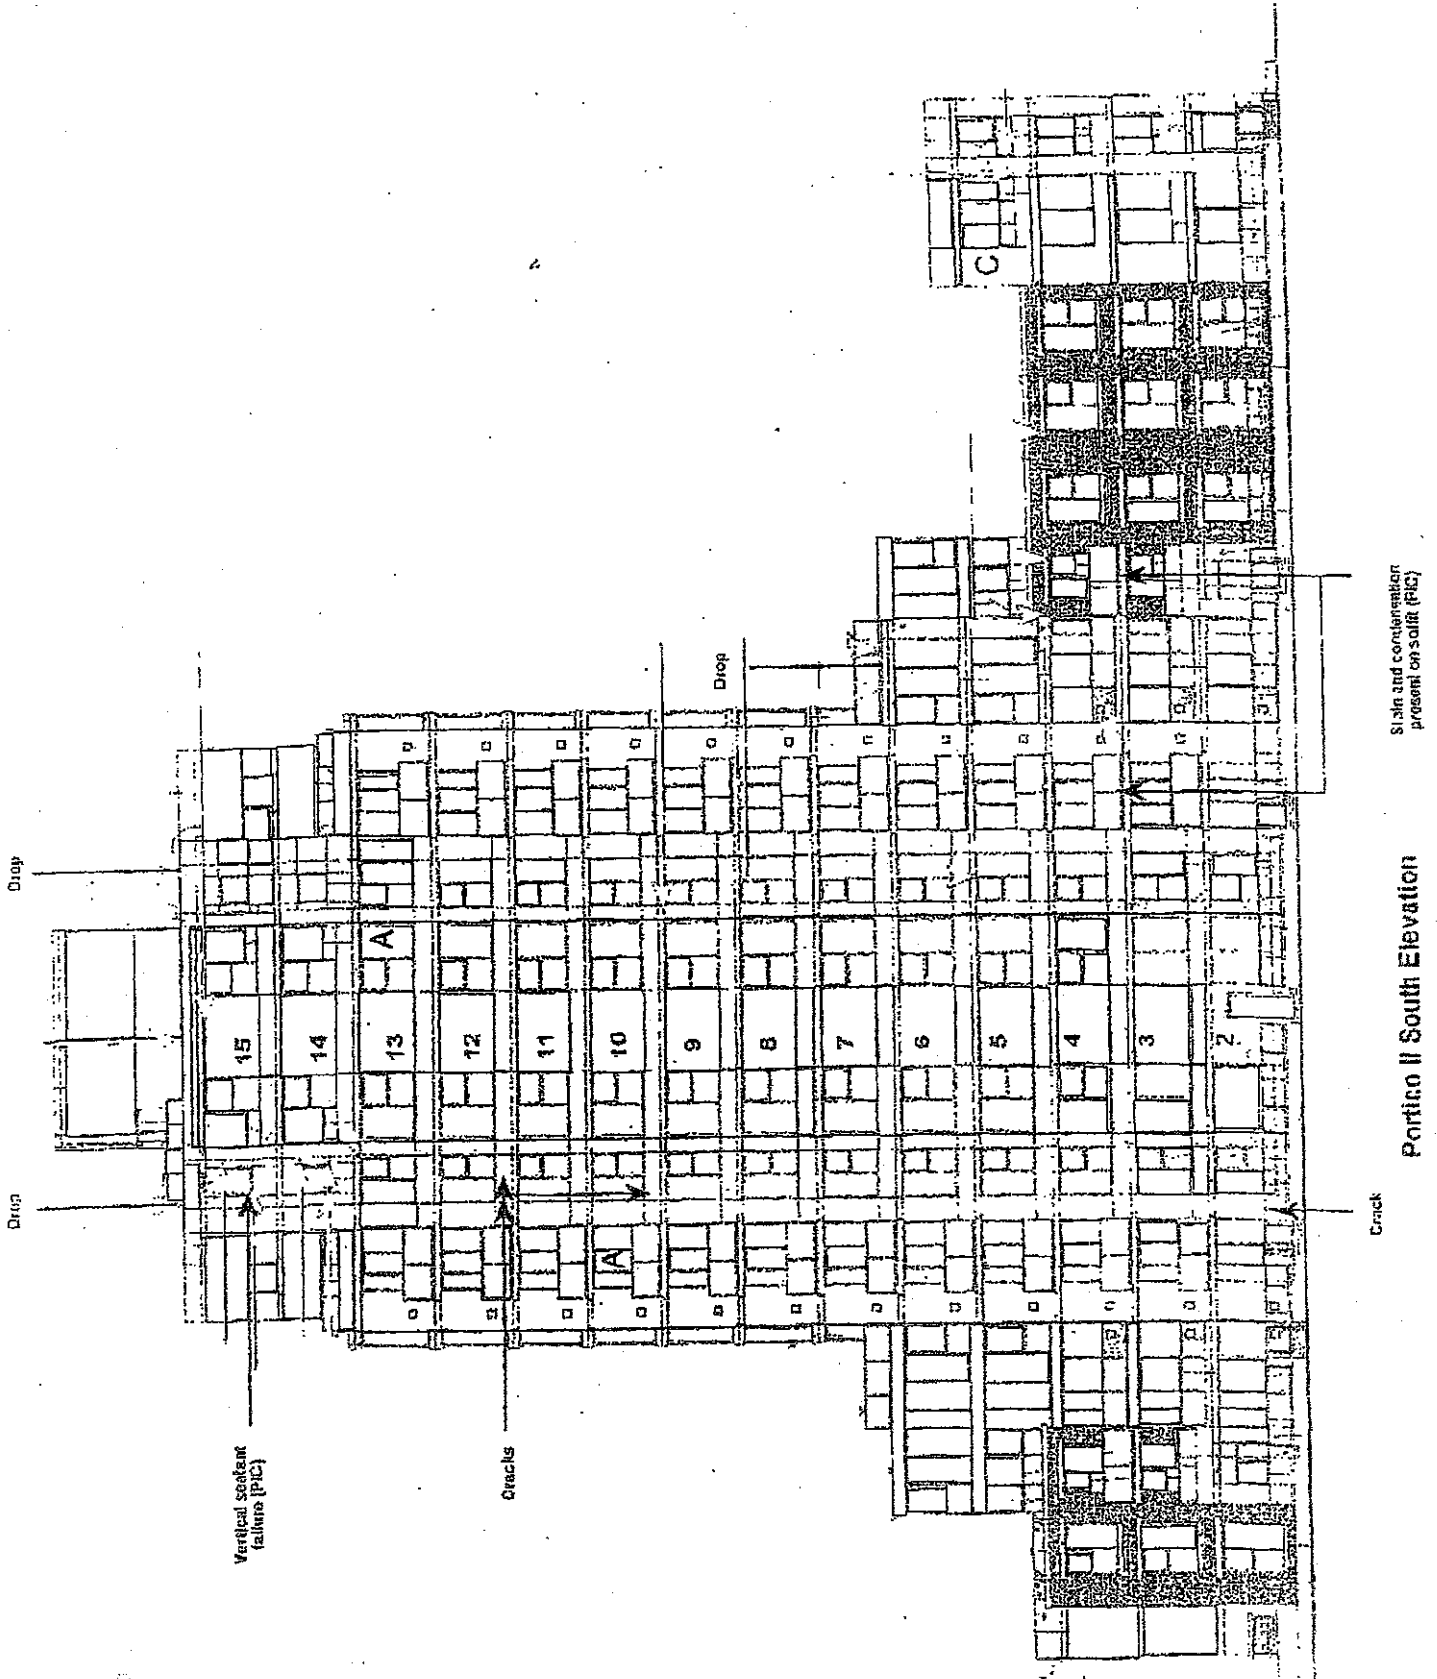 Drop
Drop
Drop
15
14
13
12
11
10
9
8
7
6
5
4
3
2
A
A
C
Vertical sealant
failure (PIC)
Cracks
Crack
Stain and condensation
present on soffit (PIC)
Portico II South Elevation